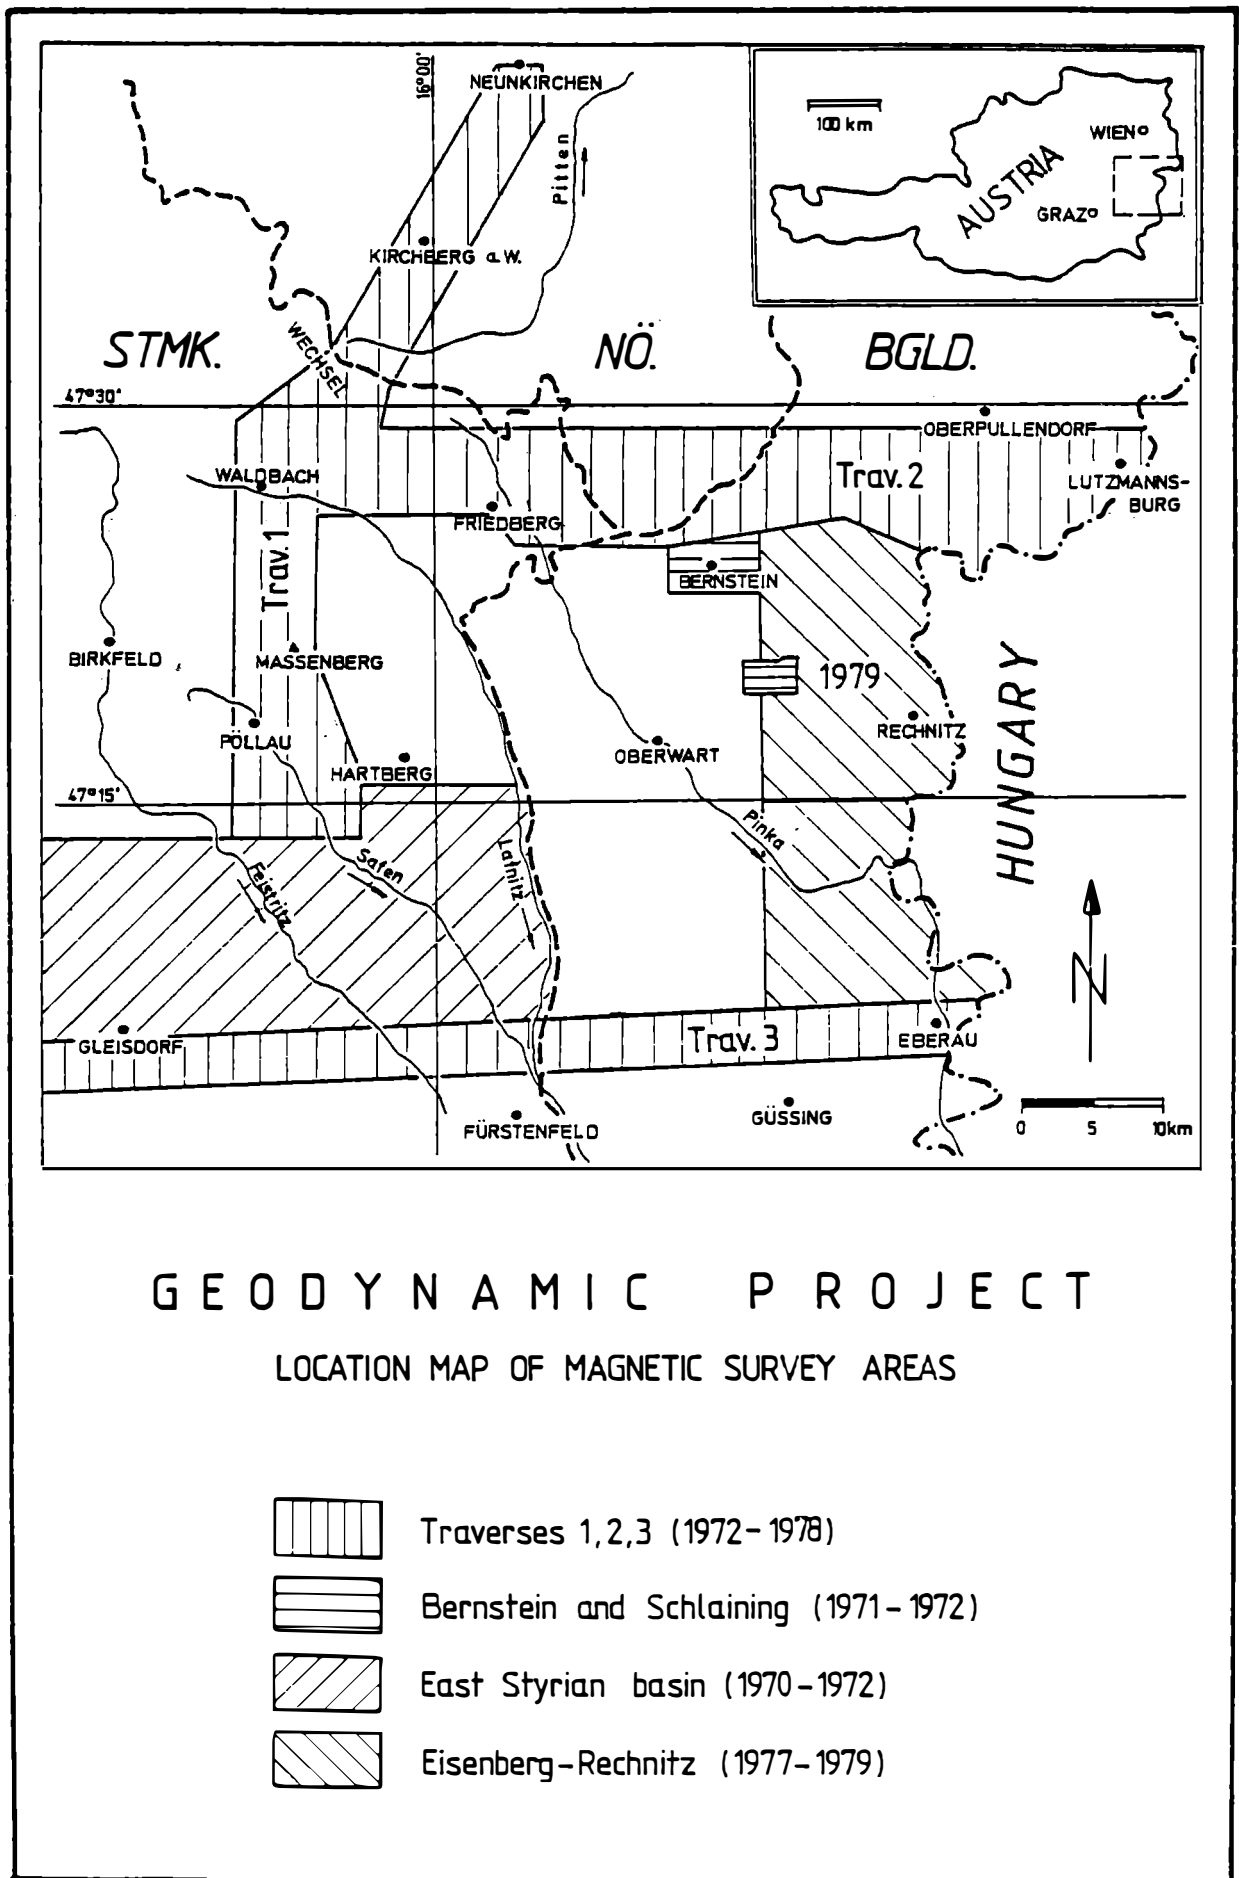 16°00'
NEUNKIRCHEN
Pitten
KIRCHBERG a.W.
100 km
WIEN
AUSTRIA
GRAZ
STMK.
WECHSEL
NÖ.
BGLD.
47°30'
OBERPULLENDORF
WALDBACH
Trav. 2
LUTZMANNS-
BURG
FRIEDBERG
Trav. 1
BERNSTEIN
BIRKFELD
MASSENBERG
1979
HUNGARY
PÖLLAU
RECHNITZ
HARTBERG
OBERWART
47°15'
Pinka
Feistritz
Safen
Lafnitz
N
GLEISDORF
Trav. 3
EBERAU
FÜRSTENFELD
GÜSSING
0 5 10km
GEODYNAMIC PROJECT
LOCATION MAP OF MAGNETIC SURVEY AREAS
Traverses 1,2,3 (1972-1978)
Bernstein and Schlaining (1971-1972)
East Styrian basin (1970-1972)
Eisenberg-Rechnitz (1977-1979)